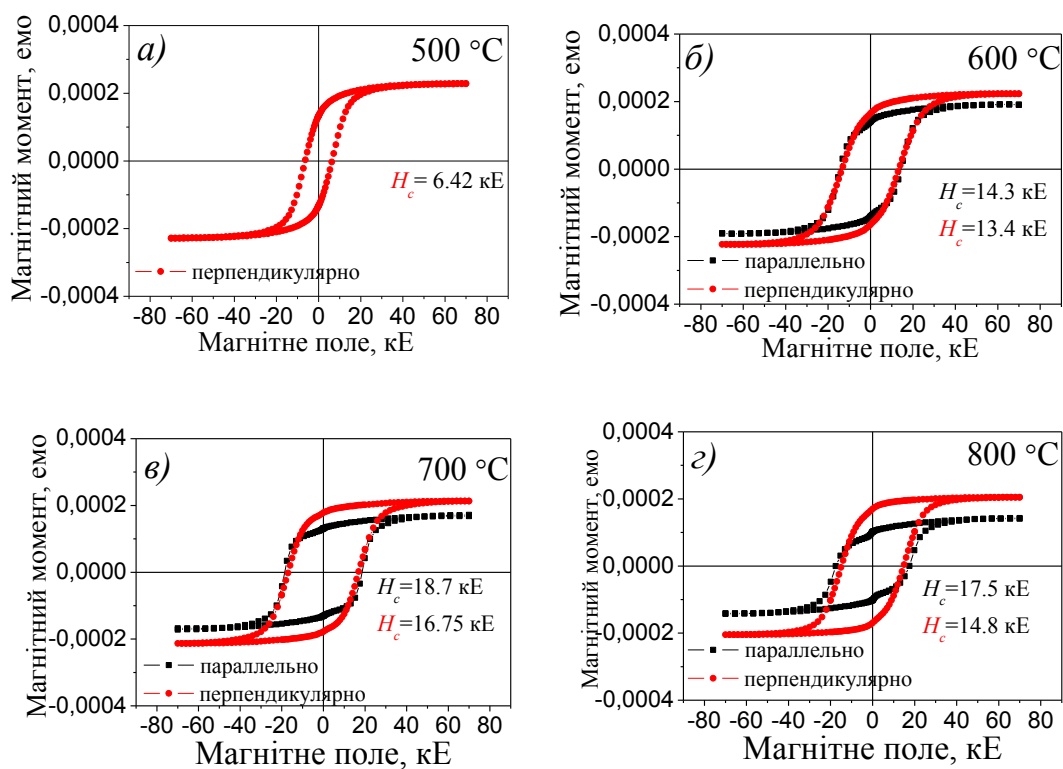 а)
500 °C
Магнітний момент, емо
0,0004
0,0002
0,0000
-0,0002
-0,0004
H_c = 6.42 кЕ
перпендикулярно
-80 -60 -40 -20 0 20 40 60 80
Магнітне поле, кЕ
б)
600 °C
Магнітний момент, емо
0,0004
0,0002
0,0000
-0,0002
-0,0004
H_c = 14.3 кЕ
H_c = 13.4 кЕ
параллельно
перпендикулярно
-80 -60 -40 -20 0 20 40 60 80
Магнітне поле, кЕ
в)
700 °C
Магнітний момент, емо
0,0004
0,0002
0,0000
-0,0002
-0,0004
H_c = 18.7 кЕ
H_c = 16.75 кЕ
параллельно
перпендикулярно
-80 -60 -40 -20 0 20 40 60 80
Магнітне поле, кЕ
г)
800 °C
Магнітний момент, емо
0,0004
0,0002
0,0000
-0,0002
-0,0004
H_c = 17.5 кЕ
H_c = 14.8 кЕ
параллельно
перпендикулярно
-80 -60 -40 -20 0 20 40 60 80
Магнітне поле, кЕ